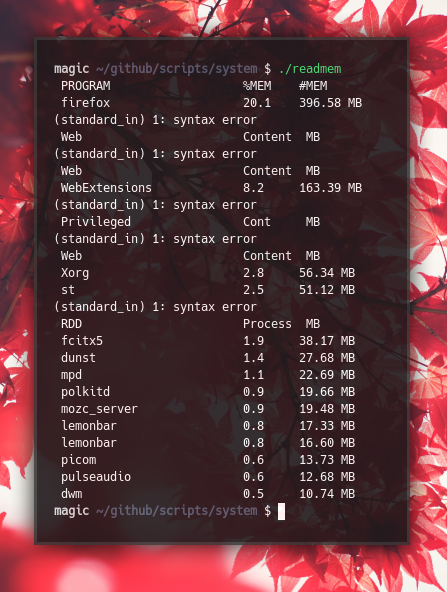 magic ~/github/scripts/system $ ./readmem
PROGRAM %MEM #MEM
firefox 20.1 396.58 MB
(standard_in) 1: syntax error
Web Content MB
(standard_in) 1: syntax error
Web Content MB
WebExtensions 8.2 163.39 MB
(standard_in) 1: syntax error
Privileged Cont MB
(standard_in) 1: syntax error
Web Content MB
Xorg 2.8 56.34 MB
st 2.5 51.12 MB
(standard_in) 1: syntax error
RDD Process MB
fcitx5 1.9 38.17 MB
dunst 1.4 27.68 MB
mpd 1.1 22.69 MB
polkitd 0.9 19.66 MB
mozc_server 0.9 19.48 MB
lemonbar 0.8 17.33 MB
lemonbar 0.8 16.60 MB
picom 0.6 13.73 MB
pulseaudio 0.6 12.68 MB
dwm 0.5 10.74 MB
magic ~/github/scripts/system $